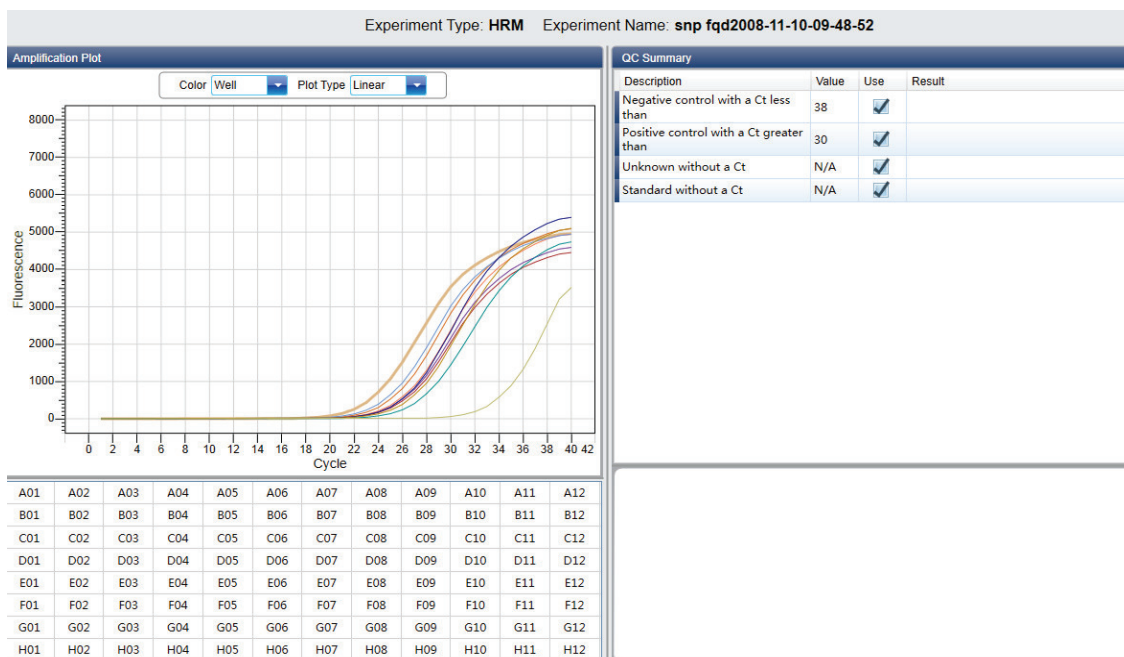 Experiment Type: HRM Experiment Name: snp fqd2008-11-10-09-48-52
Amplification Plot
Color Well Plot Type Linear
8000
7000
6000
5000
4000
3000
2000
1000
0
Fluorescence
0 2 4 6 8 10 12 14 16 18 20 22 24 26 28 30 32 34 36 38 40 42
Cycle
QC Summary
Description Value Use Result
Negative control with a Ct less
than
38
Positive control with a Ct greater
than
30
Unknown without a Ct N/A
Standard without a Ct N/A
A01 A02 A03 A04 A05 A06 A07 A08 A09 A10 A11 A12
B01 B02 B03 B04 B05 B06 B07 B08 B09 B10 B11 B12
C01 C02 C03 C04 C05 C06 C07 C08 C09 C10 C11 C12
D01 D02 D03 D04 D05 D06 D07 D08 D09 D10 D11 D12
E01 E02 E03 E04 E05 E06 E07 E08 E09 E10 E11 E12
F01 F02 F03 F04 F05 F06 F07 F08 F09 F10 F11 F12
G01 G02 G03 G04 G05 G06 G07 G08 G09 G10 G11 G12
H01 H02 H03 H04 H05 H06 H07 H08 H09 H10 H11 H12